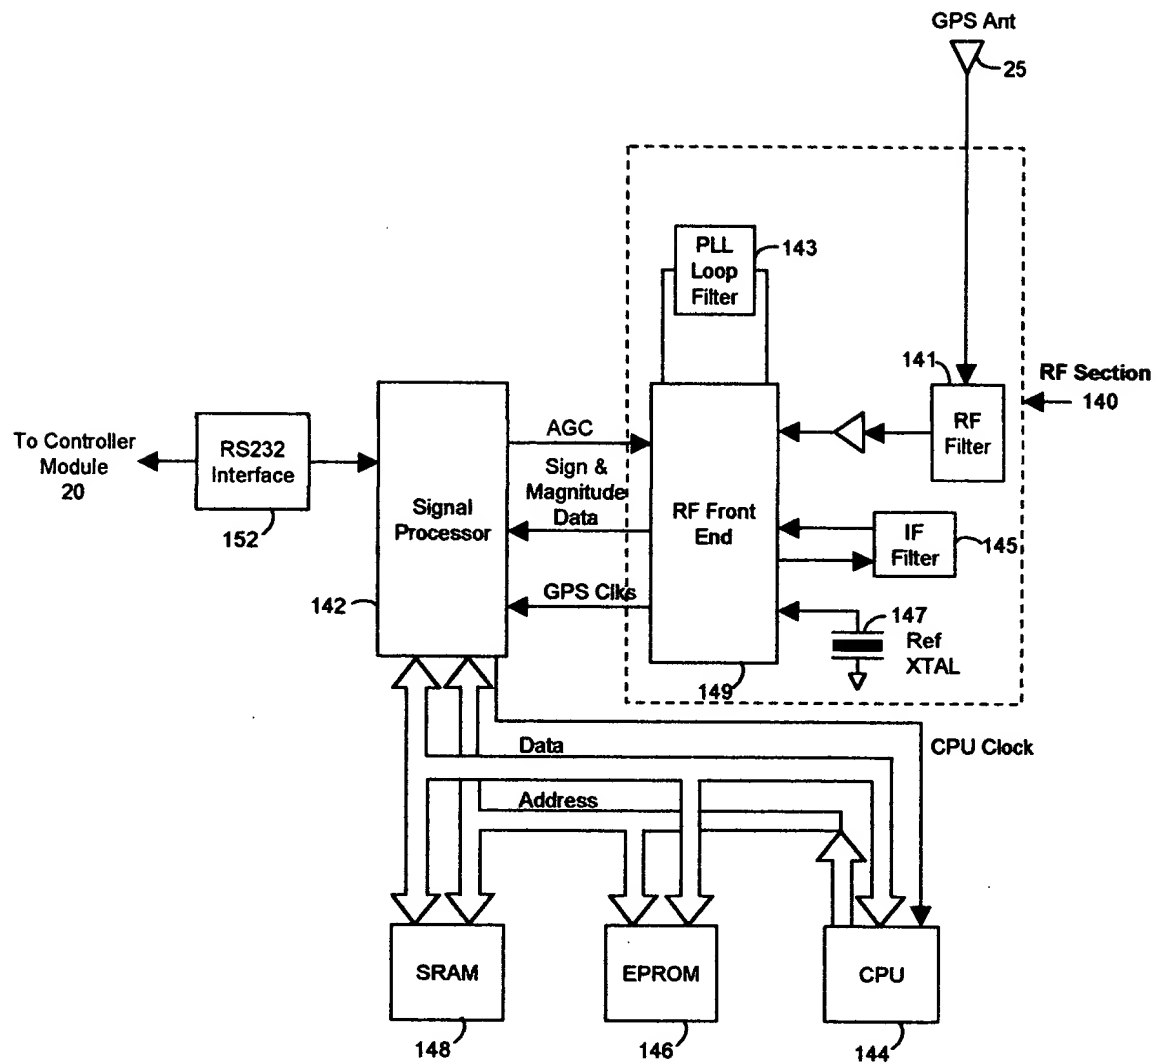 GPS Ant
25
PLL
Loop
Filter
143
141
RF
Filter
RF Section
140
To Controller
Module
20
RS232
Interface
152
Signal
Processor
142
AGC
Sign &
Magnitude
Data
GPS Clks
RF Front
End
149
IF
Filter
145
147
Ref
XTAL
CPU Clock
Data
Address
SRAM
148
EPROM
146
CPU
144